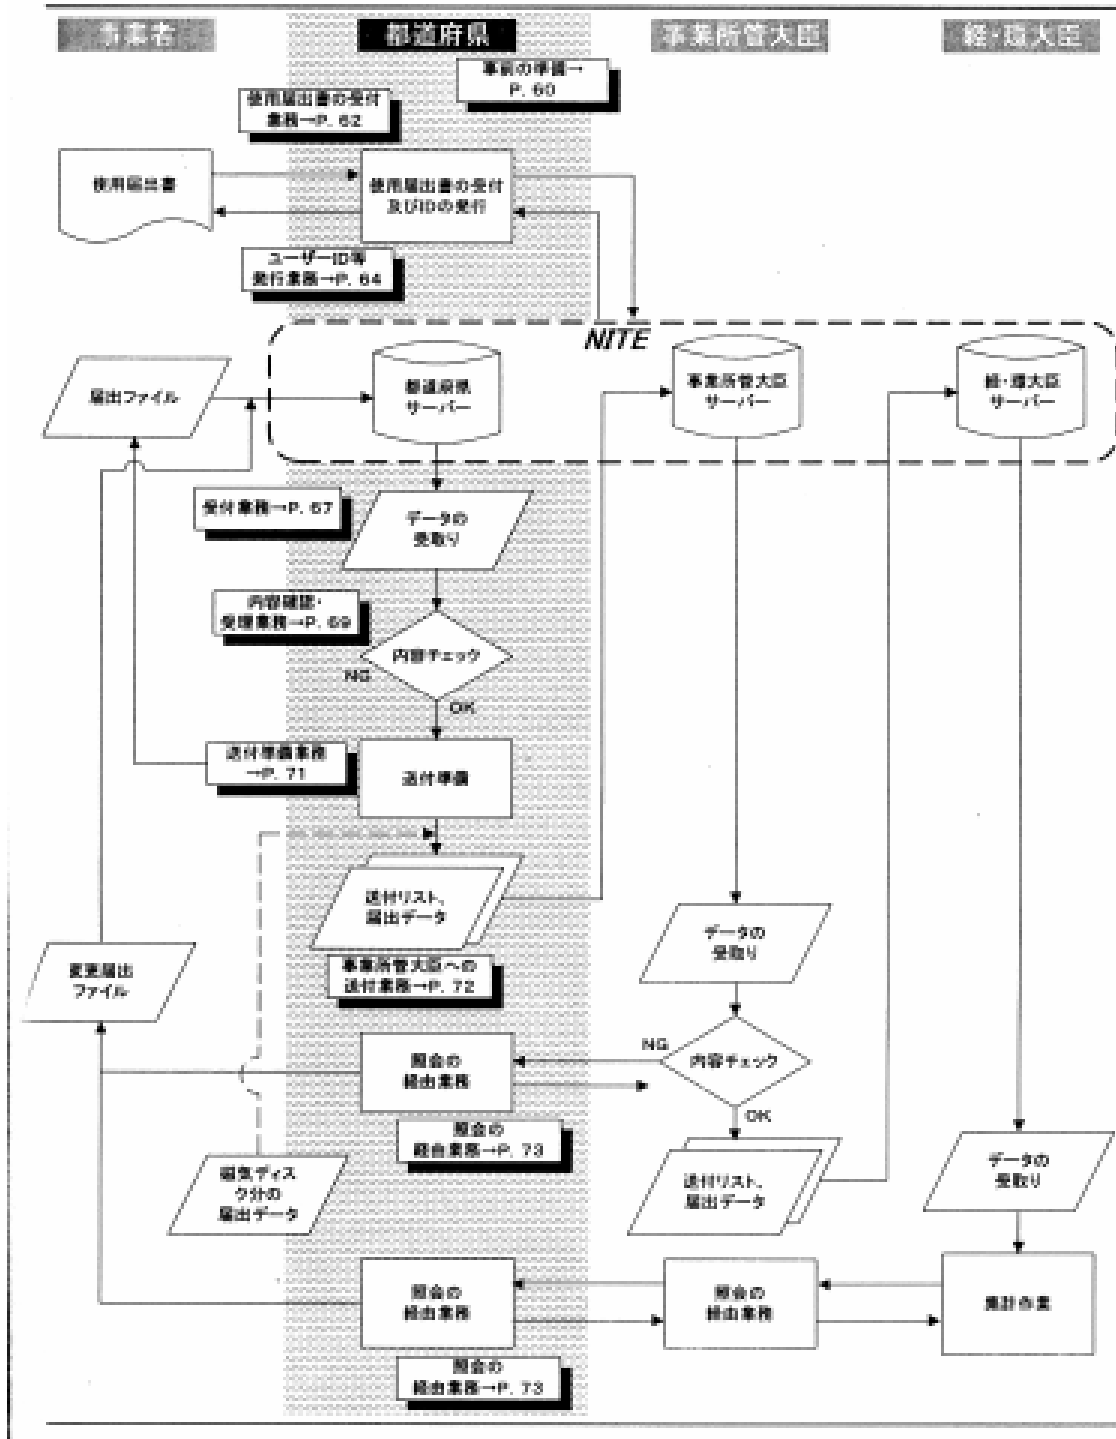 事業者
都道府県
事業所管大臣
経・環大臣
事前の準備→
P. 60
使用届出書の受付
業務→P. 62
使用届出書
使用届出書の受付
及びIDの発行
ユーザーID等
発行業務→P. 64
NITE
届出ファイル
都道府県
サーバー
事業所管大臣
サーバー
経・環大臣
サーバー
受付業務→P. 67
データの
受取り
内容確認・
受理業務→P. 69
内容チェック
NG
OK
送付準備業務
→P. 71
送付準備
送付リスト、
届出データ
データの
受取り
変更届出
ファイル
事業所管大臣への
送付業務→P. 72
照会の
経由業務
NG
内容チェック
OK
照会の
経由業務→P. 73
磁気ディス
ク分の
届出データ
送付リスト、
届出データ
データの
受取り
照会の
経由業務
照会の
経由業務
集計作業
照会の
経由業務→P. 73